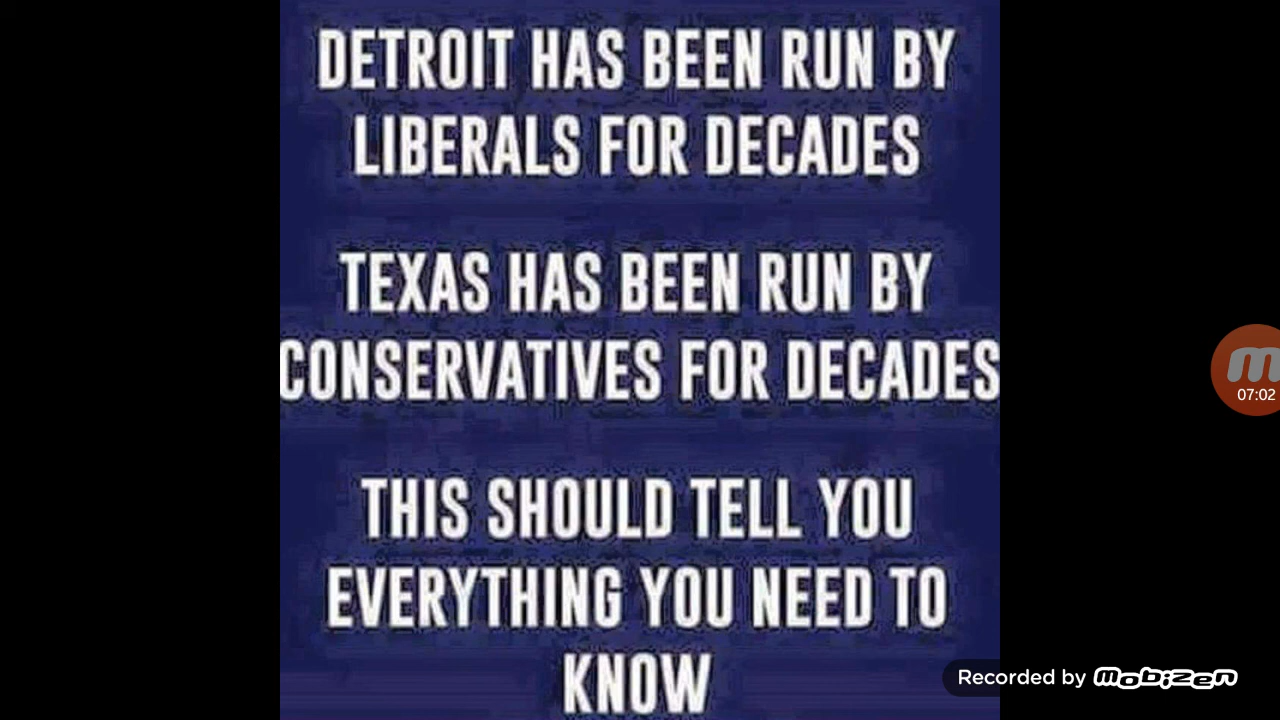 DETROIT HAS BEEN RUN BY
LIBERALS FOR DECADES
TEXAS HAS BEEN RUN BY
CONSERVATIVES FOR DECADES
THIS SHOULD TELL YOU
EVERYTHING YOU NEED TO
KNOW
07:02
Recorded by Mobizen